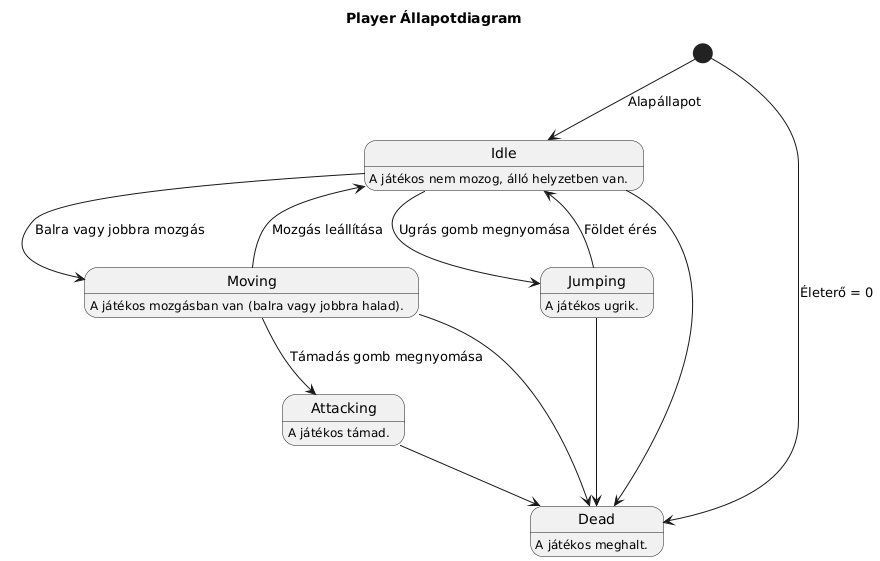 Player Állapotdiagram
Alapállapot
Idle
A játékos nem mozog, álló helyzetben van.
Balra vagy jobbra mozgás
Mozgás leállítása
Ugrás gomb megnyomása
Földet érés
Moving
A játékos mozgásban van (balra vagy jobbra halad).
Jumping
A játékos ugrik.
Életerő = 0
Támadás gomb megnyomása
Attacking
A játékos támad.
Dead
A játékos meghalt.